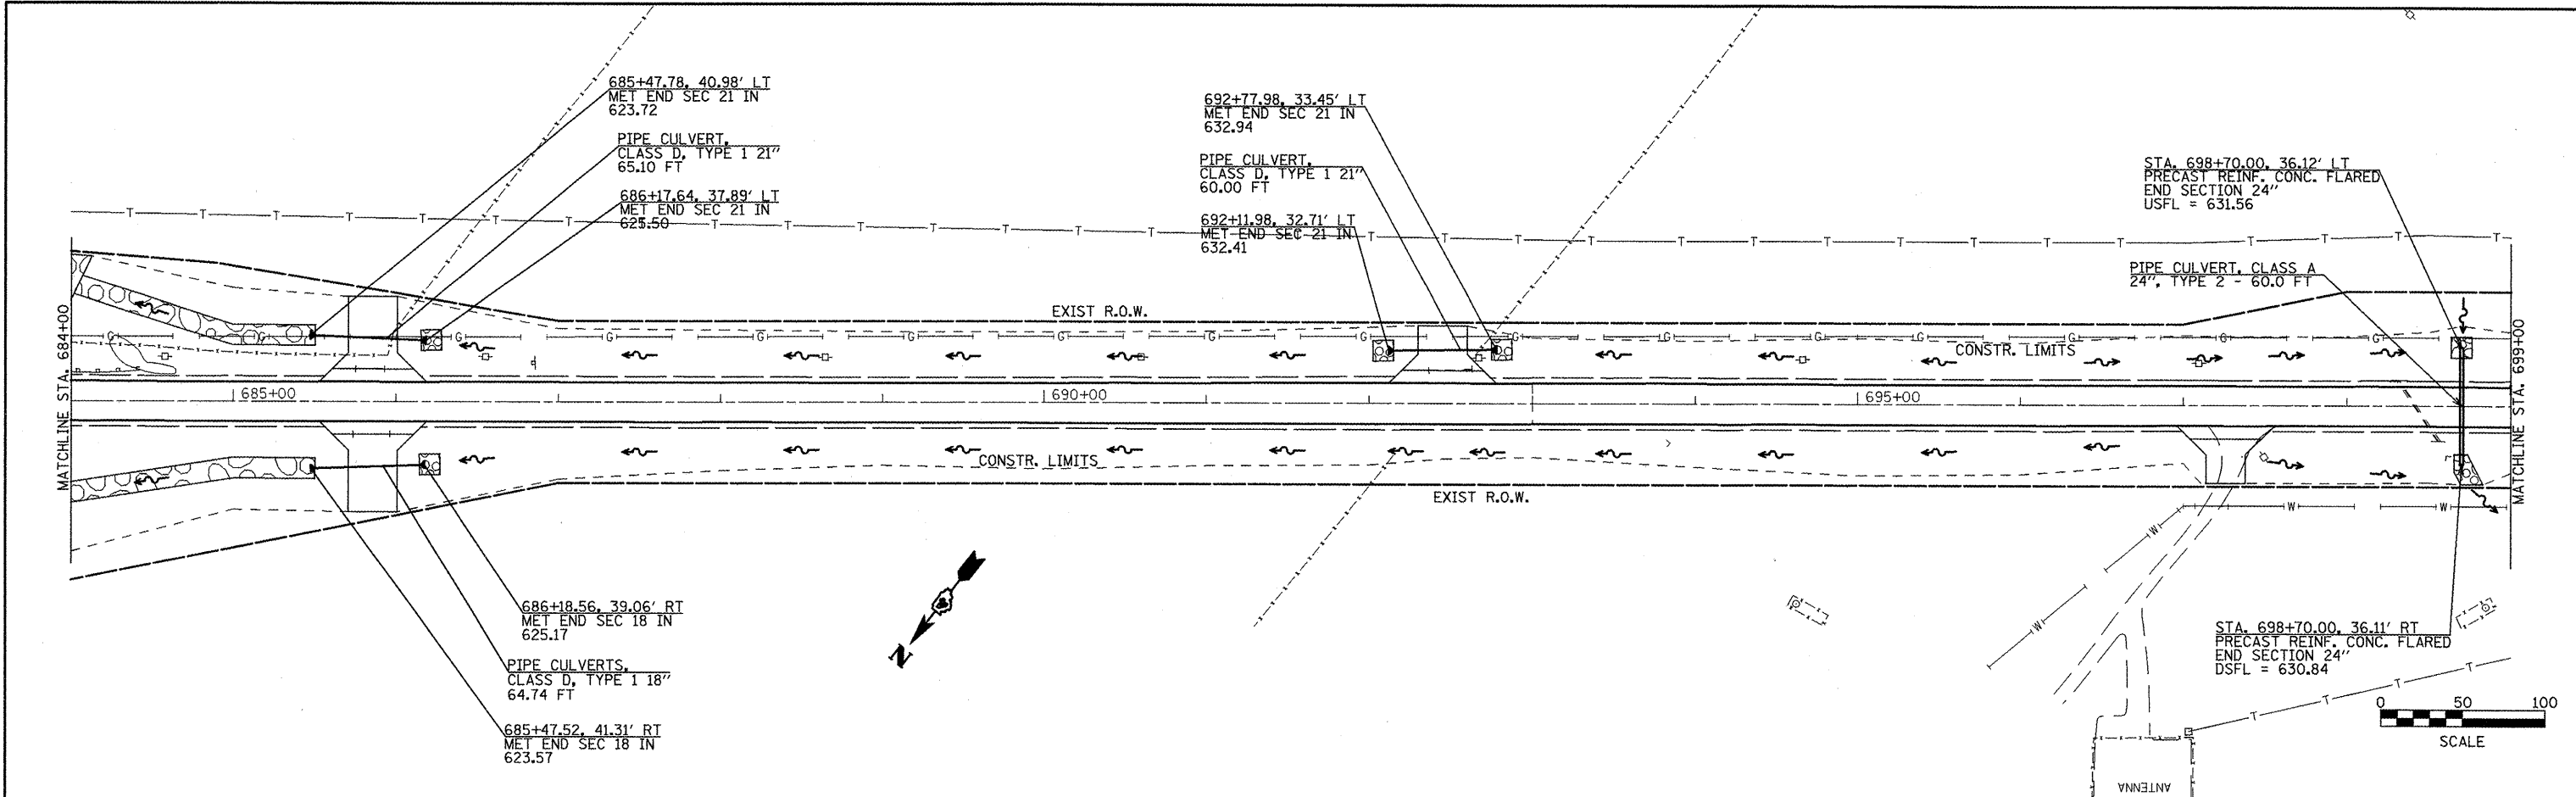 685+47.78, 40.98' LT
MET END SEC 21 IN
623.72
PIPE CULVERT,
CLASS D, TYPE 1 21"
65.10 FT
686+17.64, 37.89' LT
MET END SEC 21 IN
625.50
692+77.98, 33.45' LT
MET END SEC 21 IN
632.94
PIPE CULVERT,
CLASS D, TYPE 1 21"
60.00 FT
692+11.98, 32.71' LT
MET END SEC 21 IN
632.41
STA. 698+70.00, 36.12' LT
PRECAST REINF. CONC. FLARED
END SECTION 24"
USFL = 631.56
PIPE CULVERT, CLASS A
24", TYPE 2 - 60.0 FT
T T T T T T T T T T T T T T T T
EXIST R.O.W.
G G G G G G G G G G G G G G G
CONSTR. LIMITS
MATCHLINE STA. 684+00
685+00
690+00
695+00
MATCHLINE STA. 699+00
CONSTR. LIMITS
EXIST R.O.W.
W W W W
N
686+18.56, 39.06' RT
MET END SEC 18 IN
625.17
PIPE CULVERTS,
CLASS D, TYPE 1 18"
64.74 FT
685+47.52, 41.31' RT
MET END SEC 18 IN
623.57
STA. 698+70.00, 36.11' RT
PRECAST REINF. CONC. FLARED
END SECTION 24"
DSFL = 630.84
T T T T
0 50 100
SCALE
ANTENNA